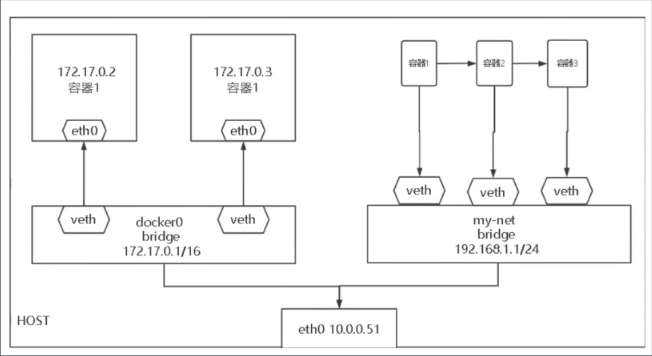 172.17.0.2
容器1
eth0
172.17.0.3
容器1
eth0
容器1
容器2
容器3
veth
veth
docker0
bridge
172.17.0.1/16
veth
veth
veth
my-net
bridge
192.168.1.1/24
HOST
eth0 10.0.0.51